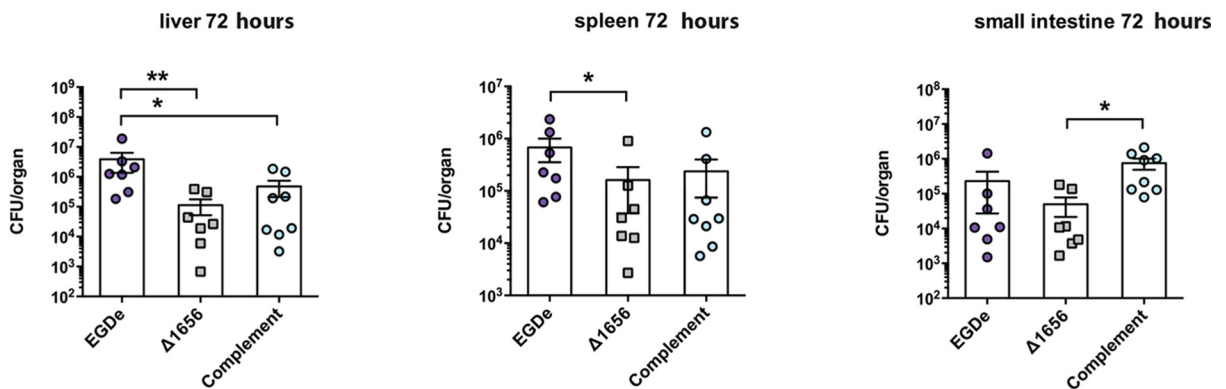 liver 72 hours
CFU/organ
10⁹
10⁸
10⁷
10⁶
10⁵
10⁴
10³
10²
**
*
EGDe
Δ1656
Complement
spleen 72 hours
CFU/organ
10⁷
10⁶
10⁵
10⁴
10³
*
EGDe
Δ1656
Complement
small intestine 72 hours
CFU/organ
10⁸
10⁷
10⁶
10⁵
10⁴
10³
10²
*
EGDe
Δ1656
Complement